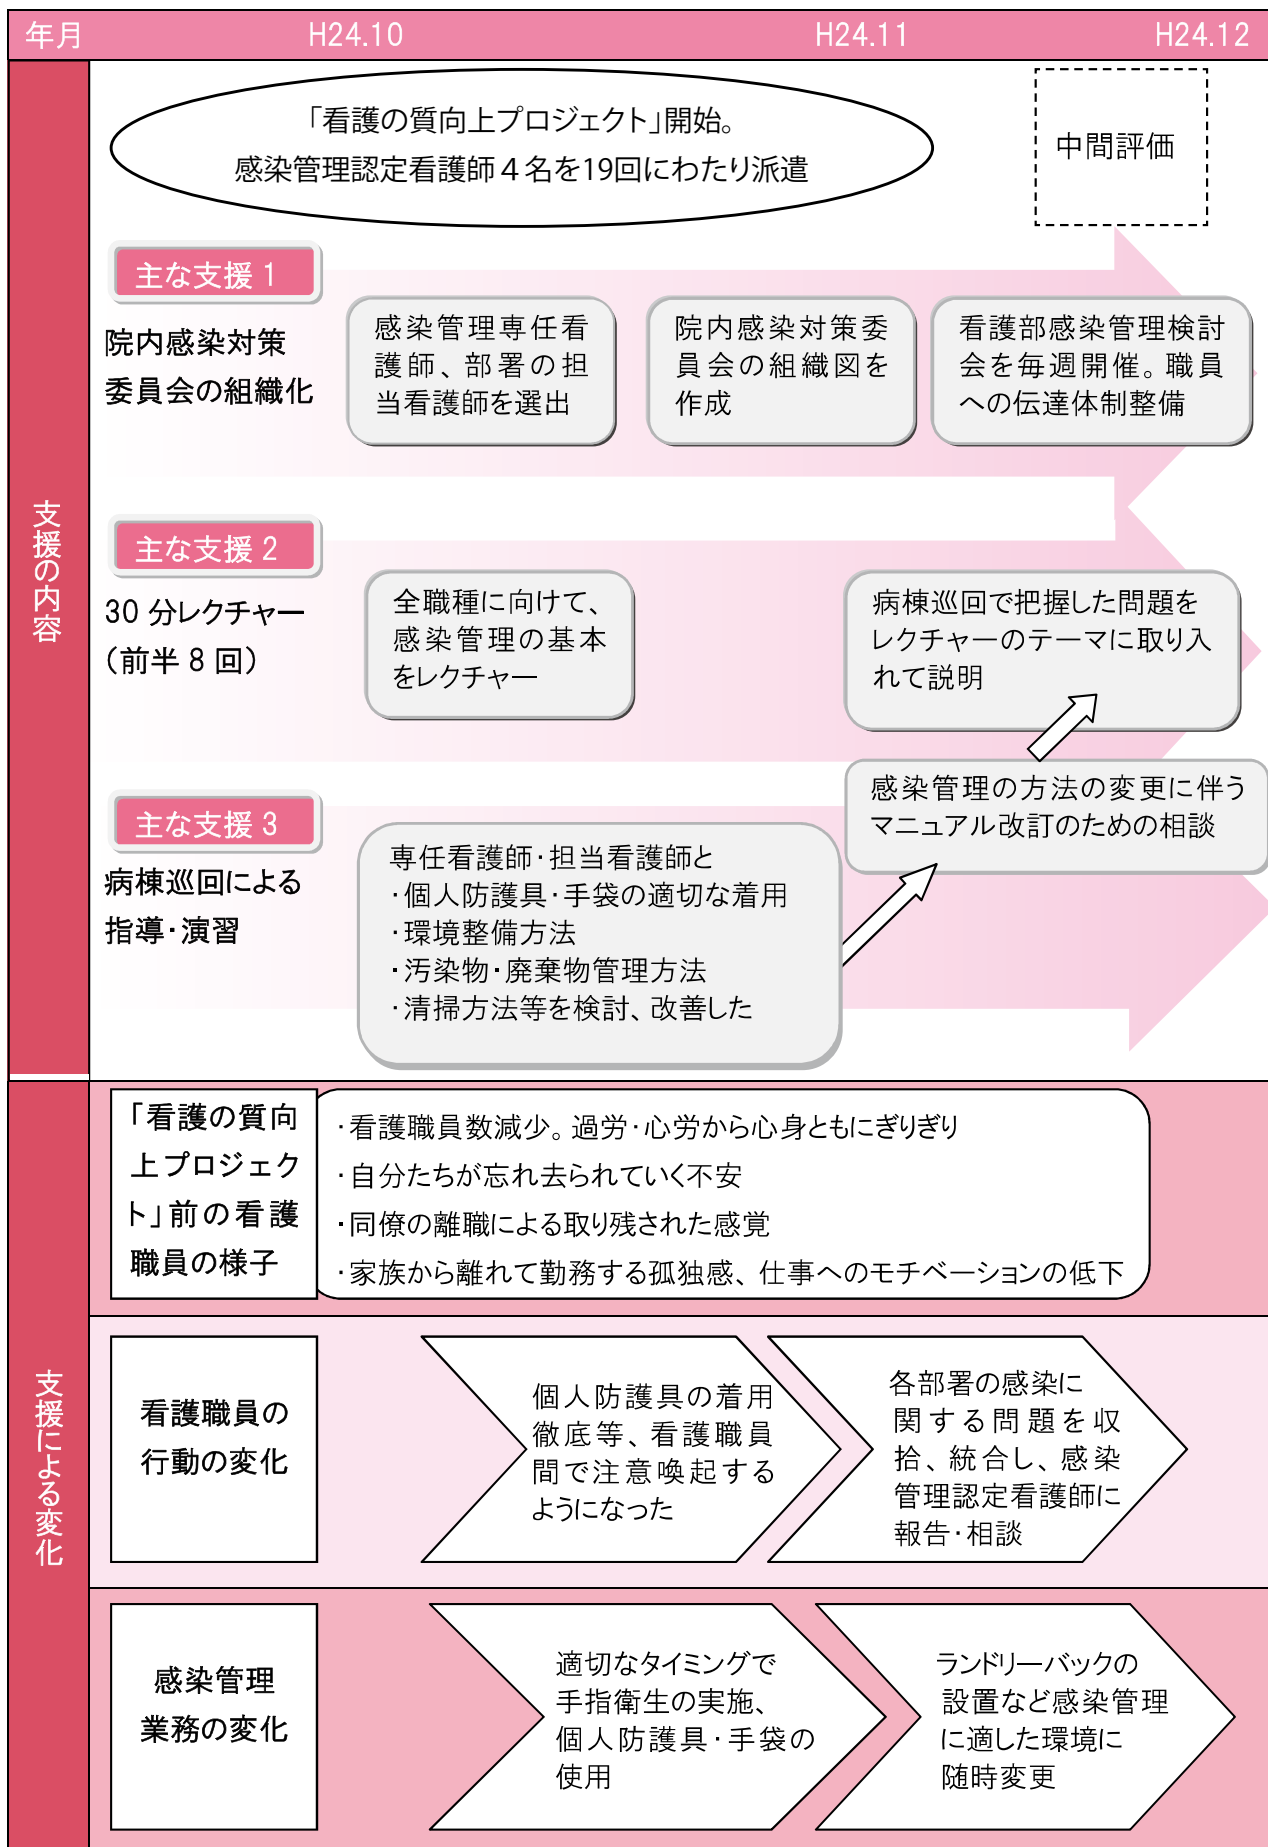 年月 H24.10 H24.11 H24.12
支援の内容
「看護の質向上プロジェクト」開始。
感染管理認定看護師４名を19回にわたり派遣
中間評価
主な支援 1
院内感染対策
委員会の組織化
感染管理専任看
護師、部署の担
当看護師を選出
院内感染対策委
員会の組織図を
作成
看護部感染管理検討
会を毎週開催。職員
への伝達体制整備
主な支援 2
30 分レクチャー
（前半 8 回）
全職種に向けて、
感染管理の基本
をレクチャー
病棟巡回で把握した問題を
レクチャーのテーマに取り入
れて説明
主な支援 3
病棟巡回による
指導・演習
専任看護師・担当看護師と
・個人防護具・手袋の適切な着用
・環境整備方法
・汚染物・廃棄物管理方法
・清掃方法等を検討、改善した
感染管理の方法の変更に伴う
マニュアル改訂のための相談
支援による変化
「看護の質向
上プロジェク
ト」前の看護
職員の様子
・看護職員数減少。過労・心労から心身ともにぎりぎり
・自分たちが忘れ去られていく不安
・同僚の離職による取り残された感覚
・家族から離れて勤務する孤独感、仕事へのモチベーションの低下
看護職員の
行動の変化
個人防護具の着用
徹底等、看護職員
間で注意喚起する
ようになった
各部署の感染に
関する問題を収
拾、統合し、感染
管理認定看護師に
報告・相談
感染管理
業務の変化
適切なタイミングで
手指衛生の実施、
個人防護具・手袋の
使用
ランドリーバックの
設置など感染管理
に適した環境に
随時変更